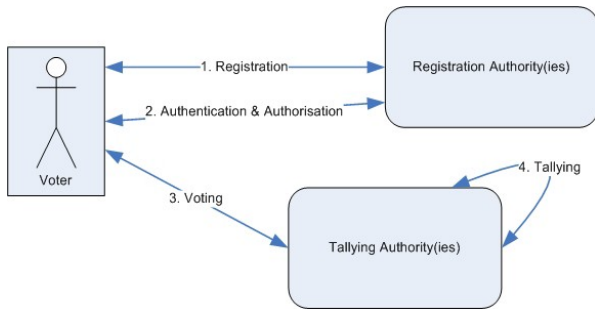 1. Registration
Registration Authority(ies)
2. Authentication & Authorisation
Voter
3. Voting
4. Tallying
Tallying Authority(ies)